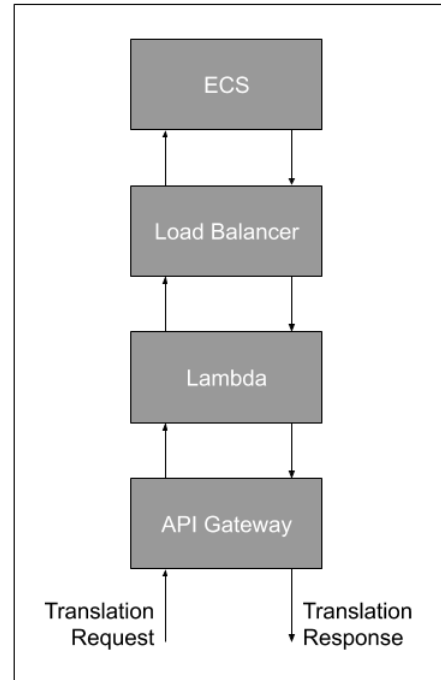 ECS
Load Balancer
Lambda
API Gateway
Translation
Request
Translation
Response